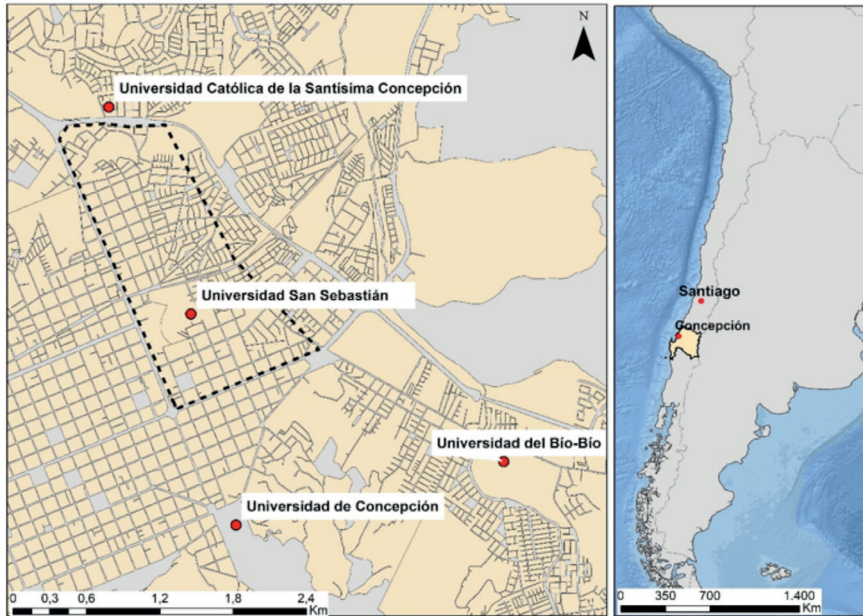 N
Universidad Católica de la Santísima Concepción
Universidad San Sebastián
Universidad del Bío-Bío
Universidad de Concepción
0 0,3 0,6 1,2 1,8 2,4
Km
Santiago
Concepción
0 350 700 1.400
Km